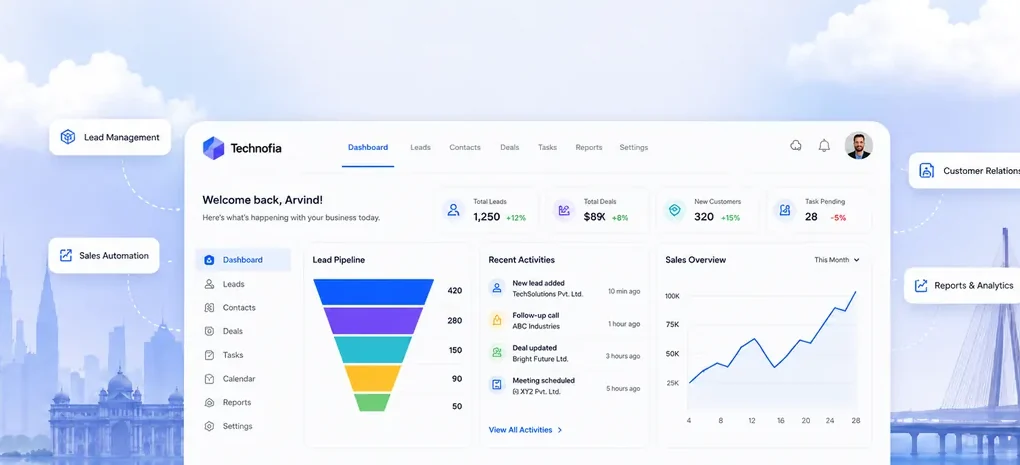 Lead Management
Sales Automation
Customer Relations
Reports & Analytics
Technofia
Dashboard
Leads
Contacts
Deals
Tasks
Reports
Settings
Welcome back, Arvind!
Here's what's happening with your business today.
Total Leads
1,250 +12%
Total Deals
$89K +8%
New Customers
320 +15%
Task Pending
28 -5%
Dashboard
Leads
Contacts
Deals
Tasks
Calendar
Reports
Settings
Lead Pipeline
420
280
150
90
50
Recent Activities
New lead added
TechSolutions Pvt. Ltd.
10 min ago
Follow-up call
ABC Industries
1 hour ago
Deal updated
Bright Future Ltd.
3 hours ago
Meeting scheduled
XYZ Pvt. Ltd.
5 hours ago
View All Activities >
Sales Overview
This Month
100K
75K
50K
25K
4 8 12 16 20 24 28